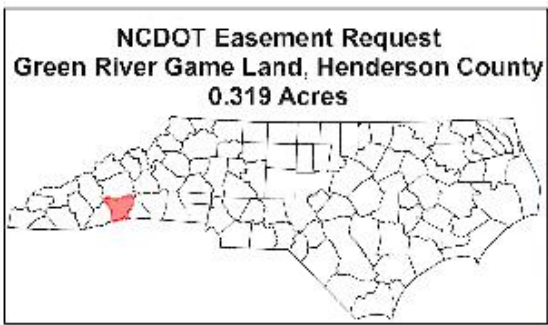 NCDOT Easement Request
Green River Game Land, Henderson County
0.319 Acres